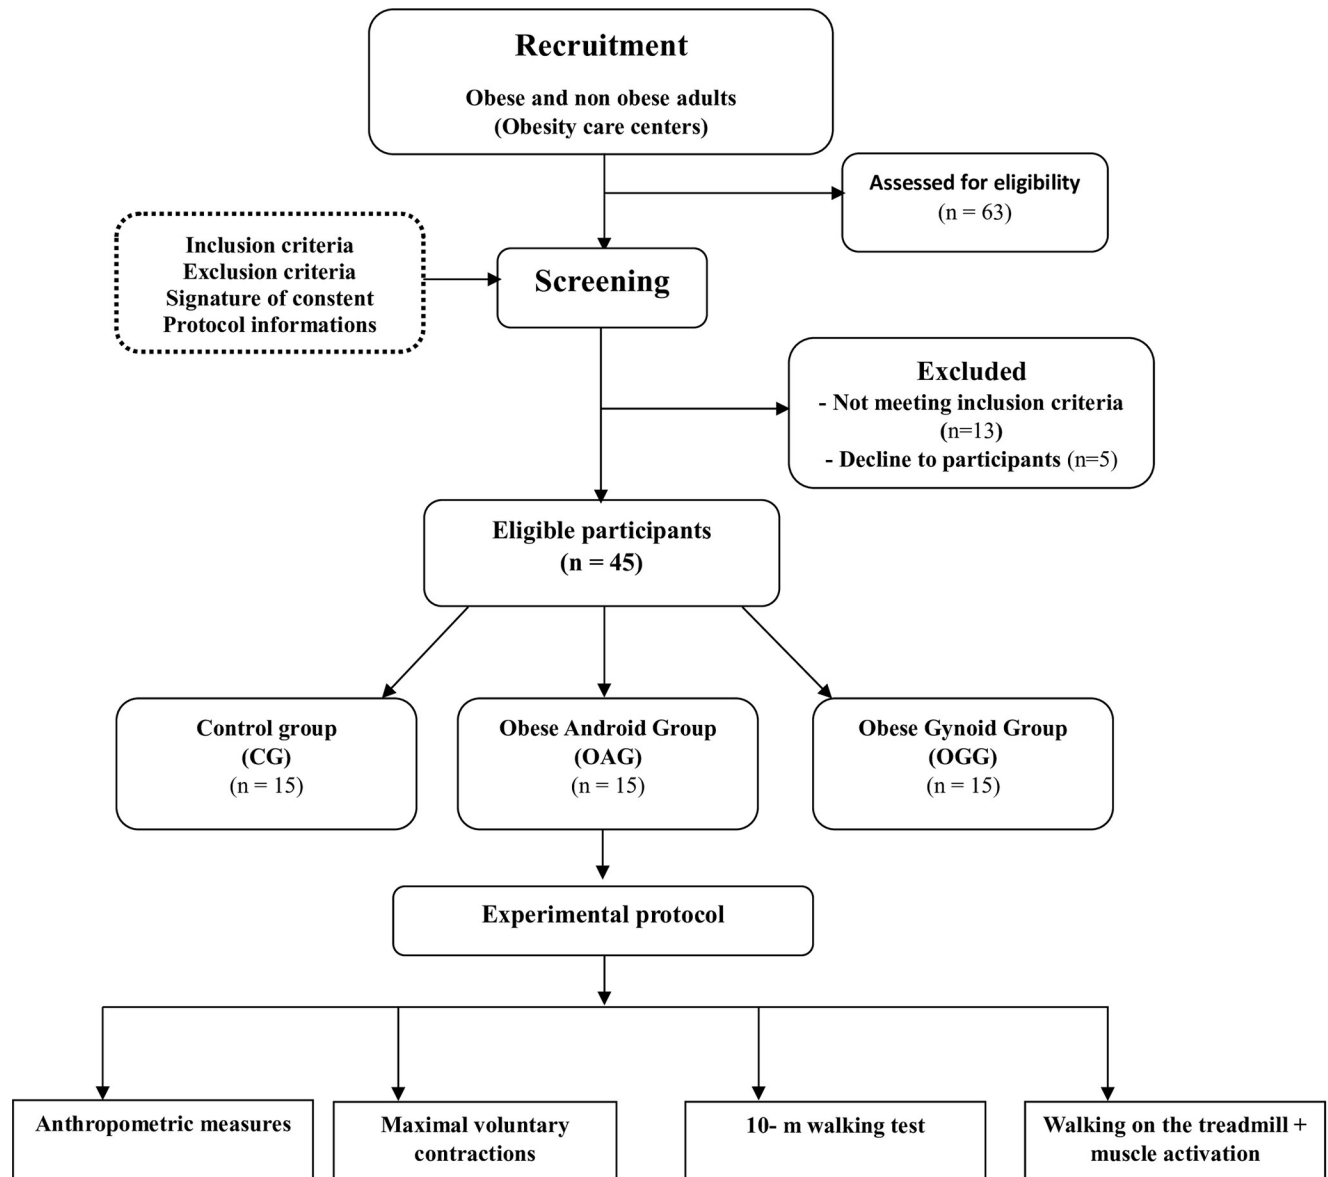 Recruitment
Obese and non obese adults
(Obesity care centers)
Assessed for eligibility
(n = 63)
Inclusion criteria
Exclusion criteria
Signature of constent
Protocol informations
Screening
Excluded
- Not meeting inclusion criteria
(n=13)
- Decline to participants (n=5)
Eligible participants
(n = 45)
Control group
(CG)
(n = 15)
Obese Android Group
(OAG)
(n = 15)
Obese Gynoid Group
(OGG)
(n = 15)
Experimental protocol
Anthropometric measures
Maximal voluntary
contractions
10- m walking test
Walking on the treadmill +
muscle activation